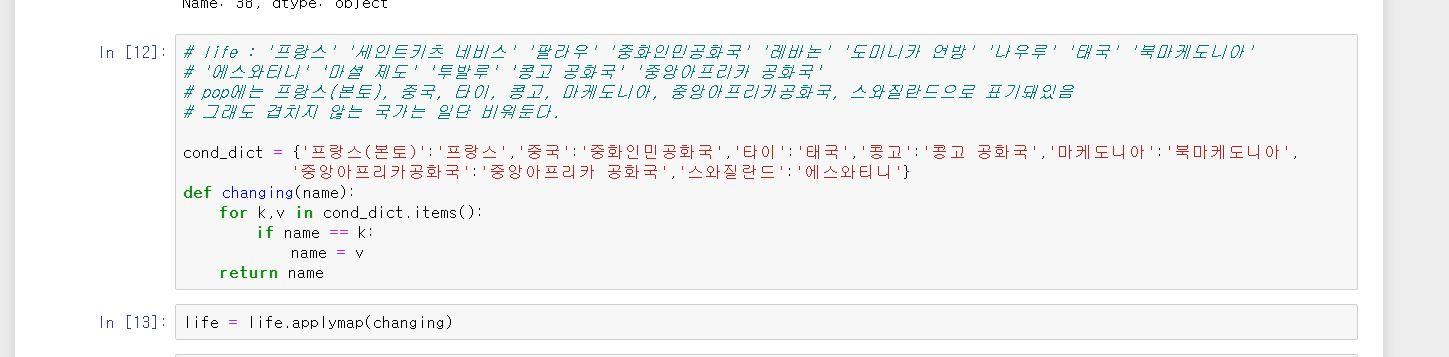 Name: 38, dtype: object
In [12]:
# life : '프랑스' '세인트키츠 네비스' '팔라우' '중화인민공화국' '레바논' '도미니카 연방' '나우루' '태국' '북마케도니아'
# '에스와티니' '마셜 제도' '투발루' '콩고 공화국' '중앙아프리카 공화국'
# pop에는 프랑스(본토), 중국, 타이, 콩고, 마케도니아, 중앙아프리카공화국, 스와질란드으로 표기돼있음
# 그래도 겹치지 않는 국가는 일단 비워둔다.
cond_dict = {'프랑스(본토)':'프랑스','중국':'중화인민공화국','타이':'태국','콩고':'콩고 공화국','마케도니아':'북마케도니아',
'중앙아프리카공화국':'중앙아프리카 공화국','스와질란드':'에스와티니'}
def changing(name):
    for k,v in cond_dict.items():
        if name == k:
            name = v
    return name
In [13]:
life = life.applymap(changing)